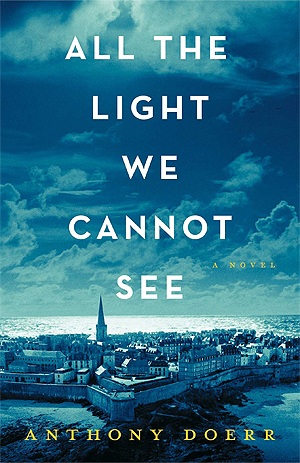 ALL THE
LIGHT
WE
CANNOT
SEE
A NOVEL
ANTHONY DOERR